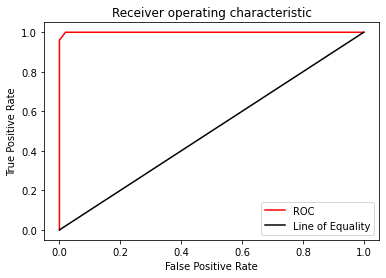 Receiver operating characteristic
True Positive Rate
1.0
0.8
0.6
0.4
0.2
0.0
ROC
Line of Equality
0.0 0.2 0.4 0.6 0.8 1.0
False Positive Rate